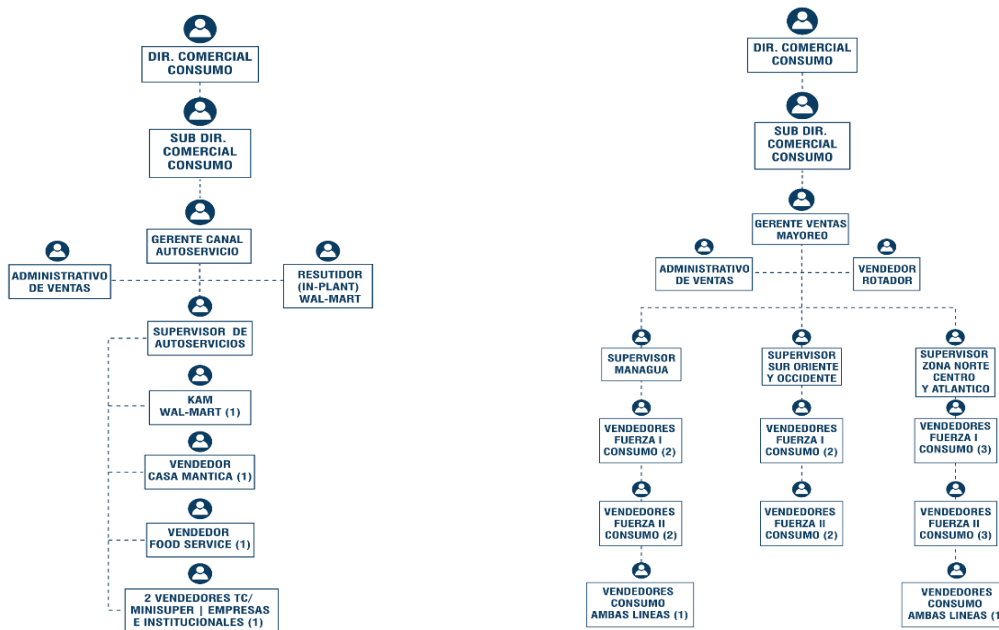 DIR. COMERCIAL
CONSUMO
SUB DIR.
COMERCIAL
CONSUMO
GERENTE CANAL
AUTOSERVICIO
ADMINISTRATIVO
DE VENTAS
RESUTIDOR
(IN-PLANT)
WAL-MART
SUPERVISOR DE
AUTOSERVICIOS
KAM
WAL-MART (1)
VENDEDOR
CASA MANTICA (1)
VENDEDOR
FOOD SERVICE (1)
2 VENDEDORES TC/
MINISUPER | EMPRESAS
E INSTITUCIONALES (1)
DIR. COMERCIAL
CONSUMO
SUB DIR.
COMERCIAL
CONSUMO
GERENTE VENTAS
MAYOREO
ADMINISTRATIVO
DE VENTAS
VENDEDOR
ROTADOR
SUPERVISOR
MANAGUA
VENDEDORES
FUERZA I
CONSUMO (2)
VENDEDORES
FUERZA II
CONSUMO (2)
VENDEDORES
CONSUMO
AMBAS LINEAS (1)
SUPERVISOR
SUR ORIENTE
Y OCCIDENTE
VENDEDORES
FUERZA I
CONSUMO (2)
VENDEDORES
FUERZA II
CONSUMO (2)
SUPERVISOR
ZONA NORTE
CENTRO
Y ATLANTICO
VENDEDORES
FUERZA I
CONSUMO (3)
VENDEDORES
FUERZA II
CONSUMO (3)
VENDEDORES
CONSUMO
AMBAS LINEAS (1